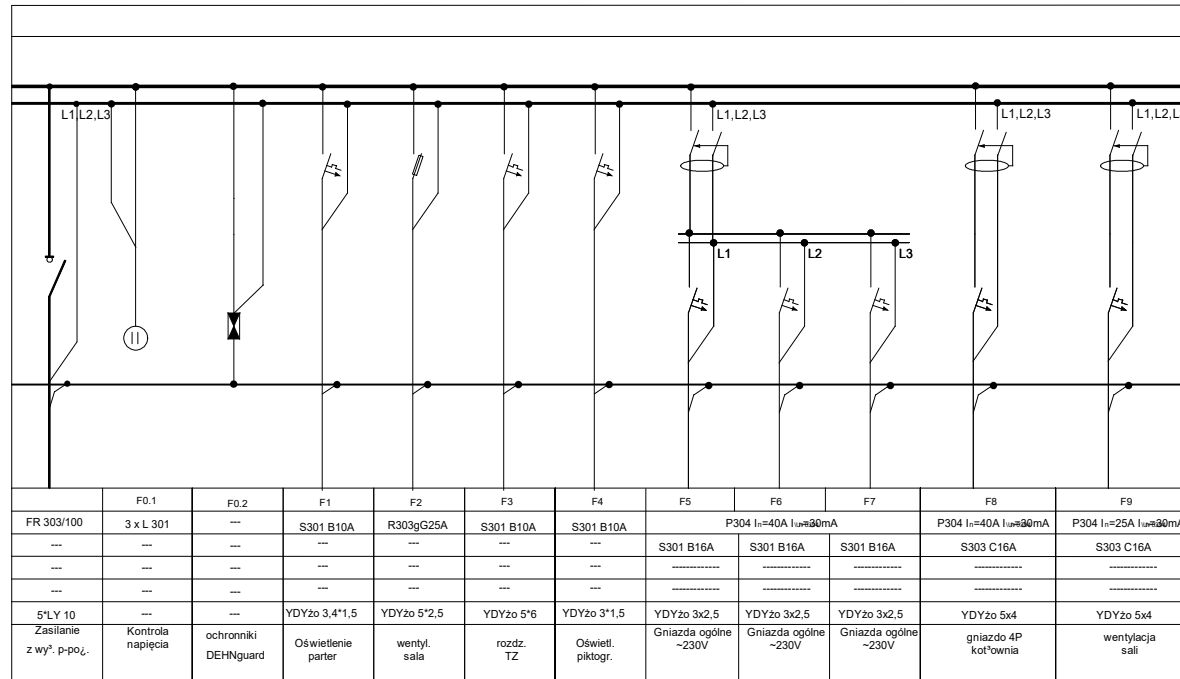 L1,L2,L3
L1,L2,L3
L1,L2,L3
L1,L2,L
L1
L2
L3
F0.1
F0.2
F1
F2
F3
F4
F5
F6
F7
F8
F9
FR 303/100
3 x L 301
---
S301 B10A
R303gG25A
S301 B10A
S301 B10A
P304 In=40A I 30mA
P304 In=40A I 30mA
P304 In=25A I 30mA
---
---
---
---
---
---
---
S301 B16A
S301 B16A
S301 B16A
S303 C16A
S303 C16A
---
---
---
---
---
---
---
-------------
-------------
-------------
-------------
-------------
---
---
---
---
---
---
---
-------------
-------------
-------------
-------------
-------------
5*LY 10
---
---
YDYżo 3,4*1,5
YDYżo 5*2,5
YDYżo 5*6
YDYżo 3*1,5
YDYżo 3x2,5
YDYżo 3x2,5
YDYżo 3x2,5
YDYżo 5x4
YDYżo 5x4
Zasilanie
z wy³. p-po¿.
Kontrola
napięcia
ochronniki
DEHNguard
Oświetlenie
parter
wentyl.
sala
rozdz.
TZ
Oświetl.
piktogr.
Gniazda ogólne
~230V
Gniazda ogólne
~230V
Gniazda ogólne
~230V
gniazdo 4P
kot³ownia
wentylacja
sali